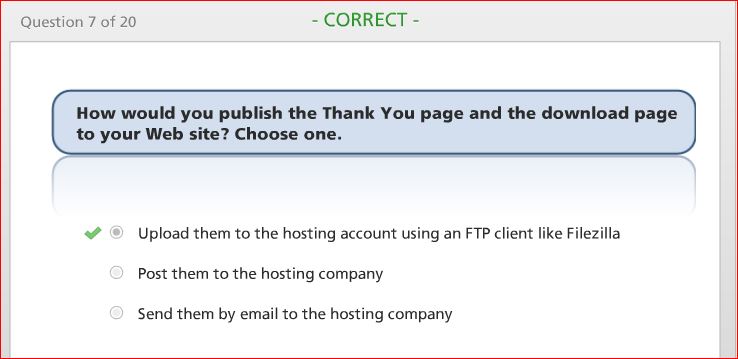 Question 7 of 20
- CORRECT -
How would you publish the Thank You page and the download page
to your Web site? Choose one.
Upload them to the hosting account using an FTP client like Filezilla
Post them to the hosting company
Send them by email to the hosting company